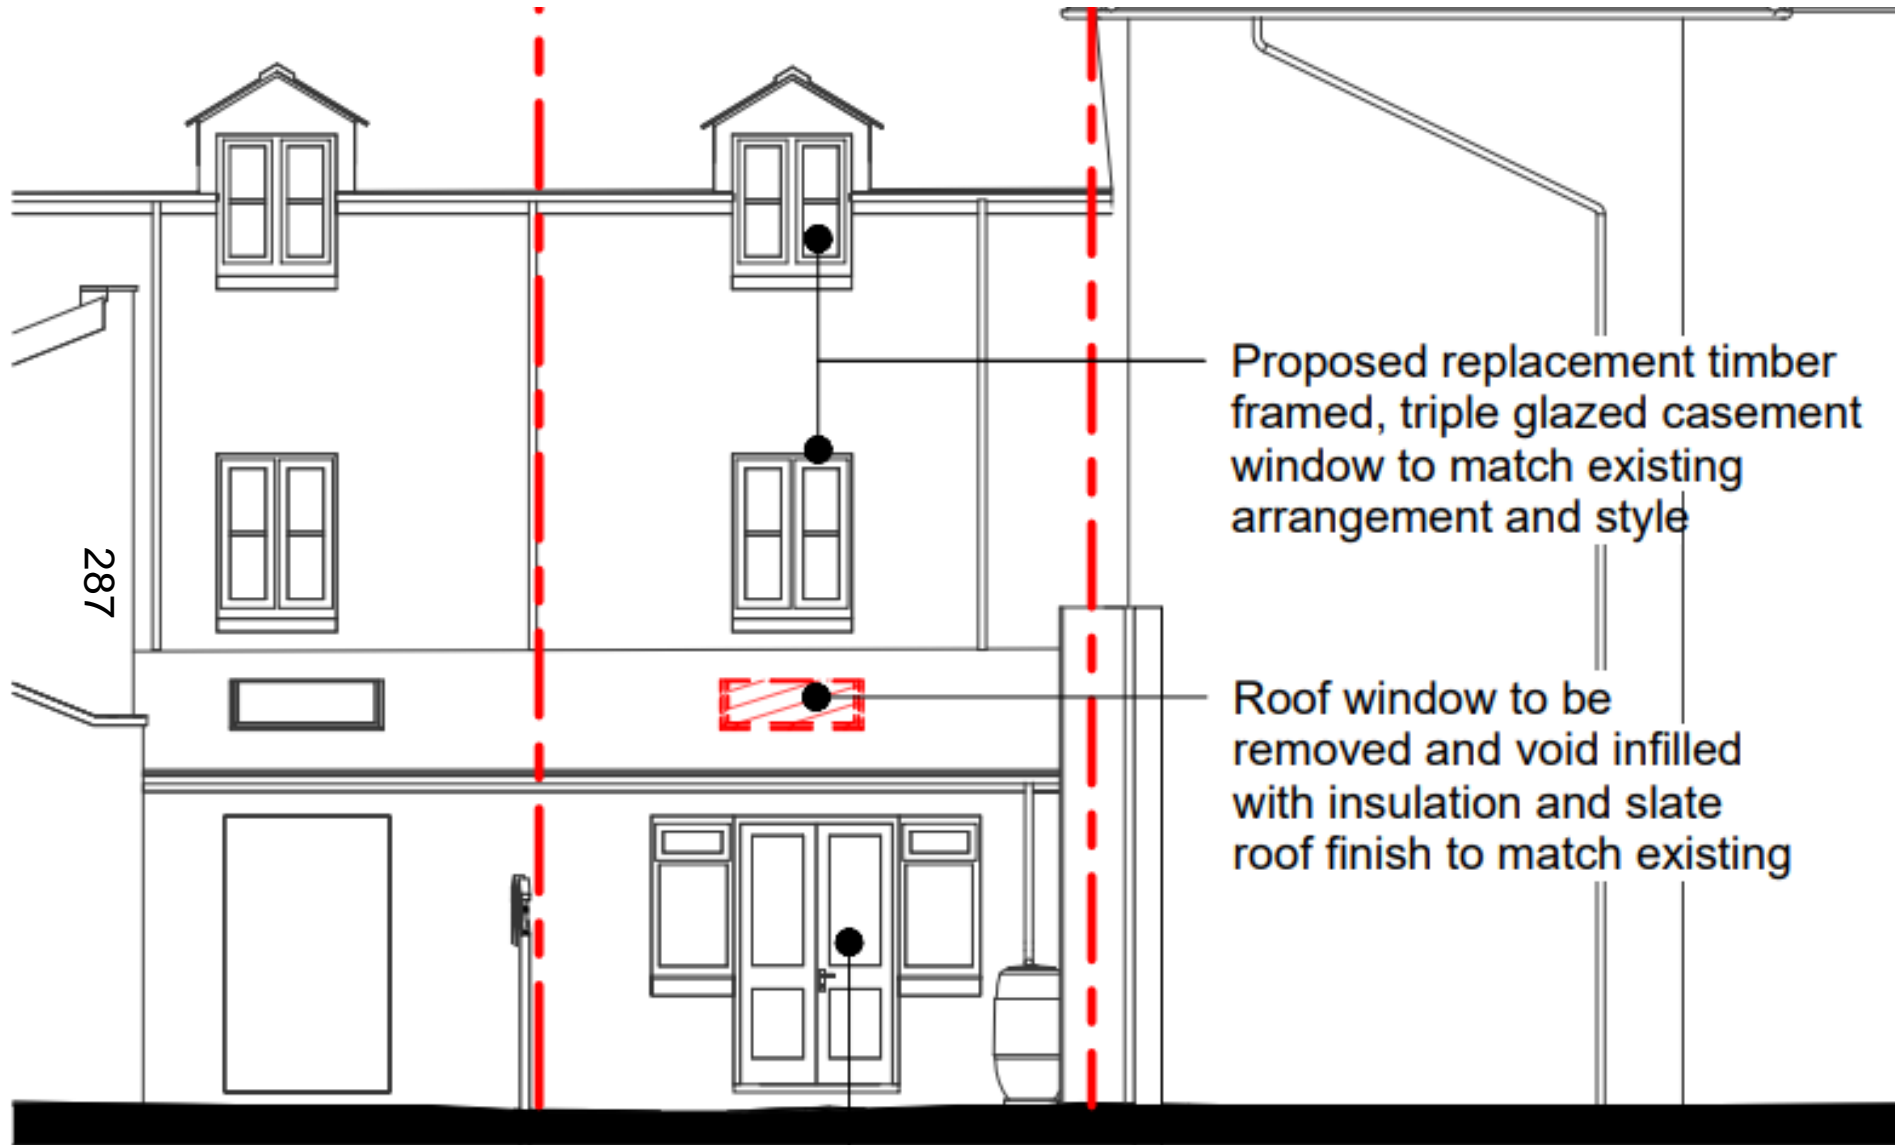 Proposed replacement timber
framed, triple glazed casement
window to match existing
arrangement and style
287
Roof window to be
removed and void infilled
with insulation and slate
roof finish to match existing